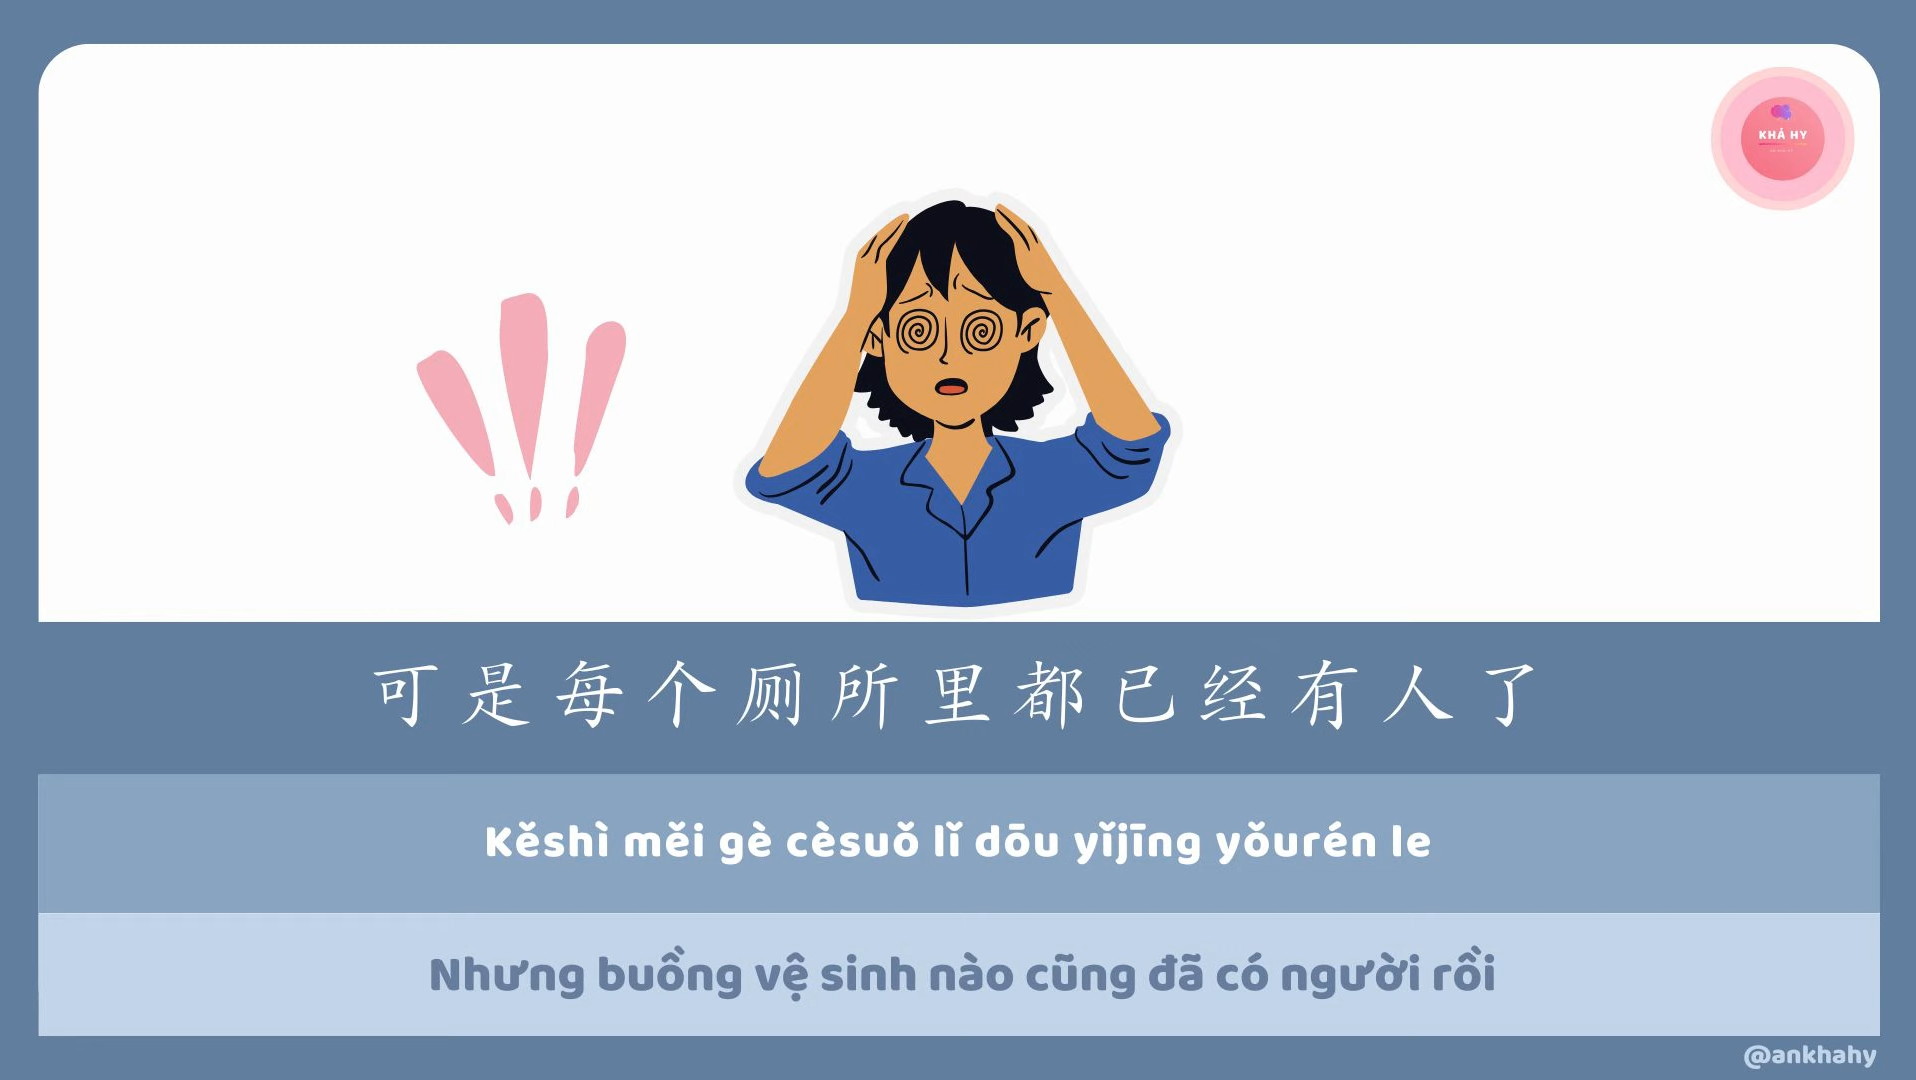 KHẢ HY
可是每个厕所里都已经有人了
Kěshì měi gè cèsuǒ lǐ dōu yǐjīng yǒurén le
Nhưng buồng vệ sinh nào cũng đã có người rồi
@ankhahy